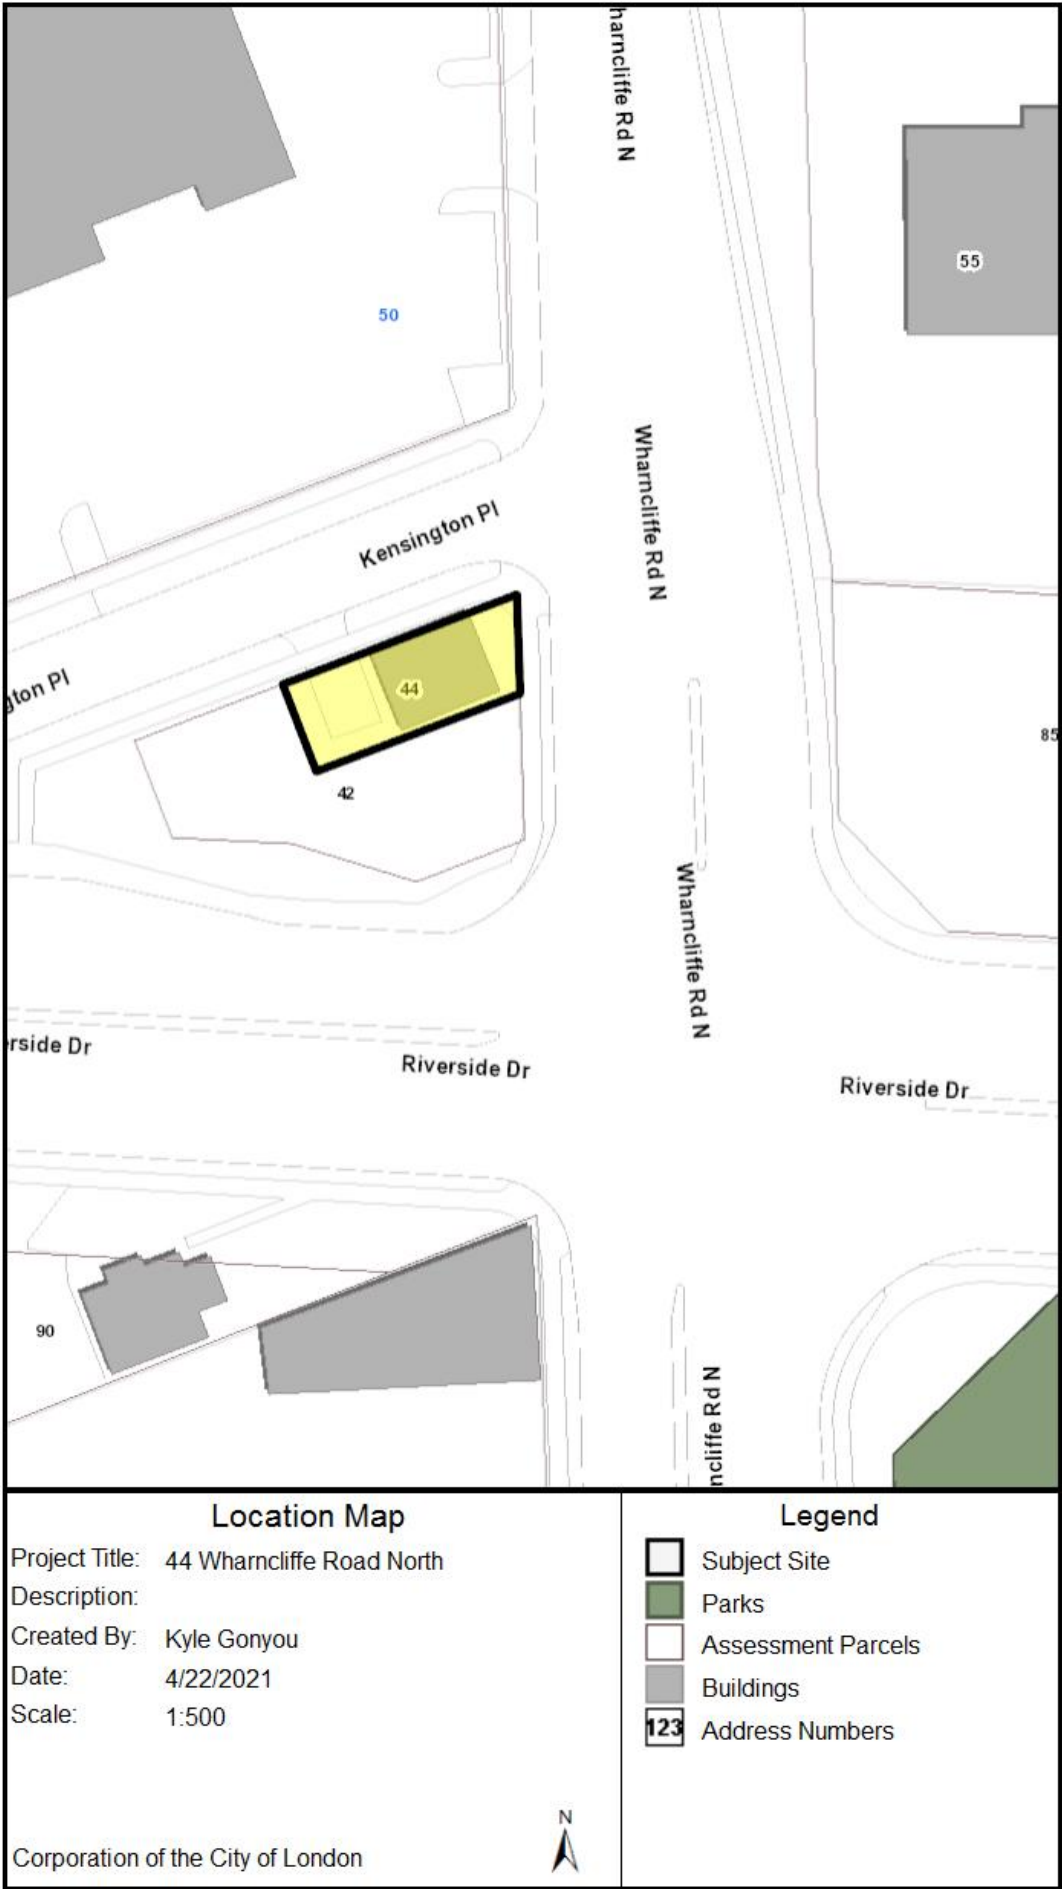 harncliffe Rd N
55
50
Wharncliffe Rd N
Kensington Pl
gton Pl
44
85
42
Wharncliffe Rd N
rside Dr
Riverside Dr
Riverside Dr
90
ncliffe Rd N
Location Map
Project Title: 44 Wharncliffe Road North
Description:
Created By: Kyle Gonyou
Date: 4/22/2021
Scale: 1:500
N
Corporation of the City of London
Legend
Subject Site
Parks
Assessment Parcels
Buildings
123 Address Numbers